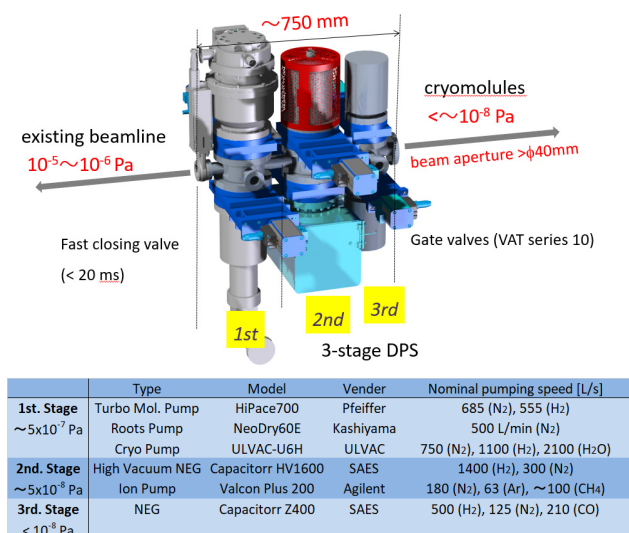 ~750 mm
cryomolules
<~10-8 Pa
existing beamline
10-5~10-6 Pa
beam aperture >ϕ40mm
Fast closing valve
(< 20 ms)
Gate valves (VAT series 10)
1st
2nd
3rd
3-stage DPS
Type Model Vender Nominal pumping speed [L/s]
1st. Stage Turbo Mol. Pump HiPace700 Pfeiffer 685 (N2), 555 (H2)
~5x10-7 Pa Roots Pump NeoDry60E Kashiyama 500 L/min (N2)
Cryo Pump ULVAC-U6H ULVAC 750 (N2), 1100 (H2), 2100 (H2O)
2nd. Stage High Vacuum NEG Capacitorr HV1600 SAES 1400 (H2), 300 (N2)
~5x10-8 Pa Ion Pump Valcon Plus 200 Agilent 180 (N2), 63 (Ar), ~100 (CH4)
3rd. Stage NEG Capacitorr Z400 SAES 500 (H2), 125 (N2), 210 (CO)
< 10-8 Pa